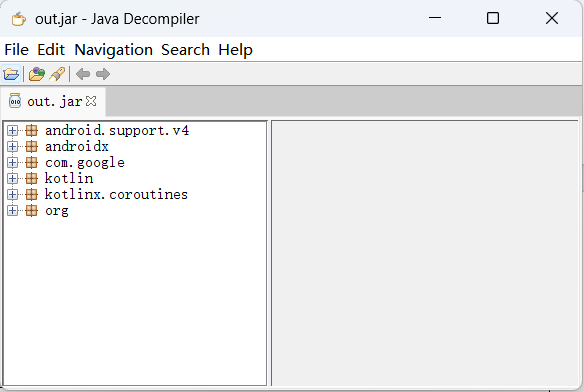 out.jar - Java Decompiler
File Edit Navigation Search Help
out.jar
android.support.v4
androidx
com.google
kotlin
kotlinx.coroutines
org